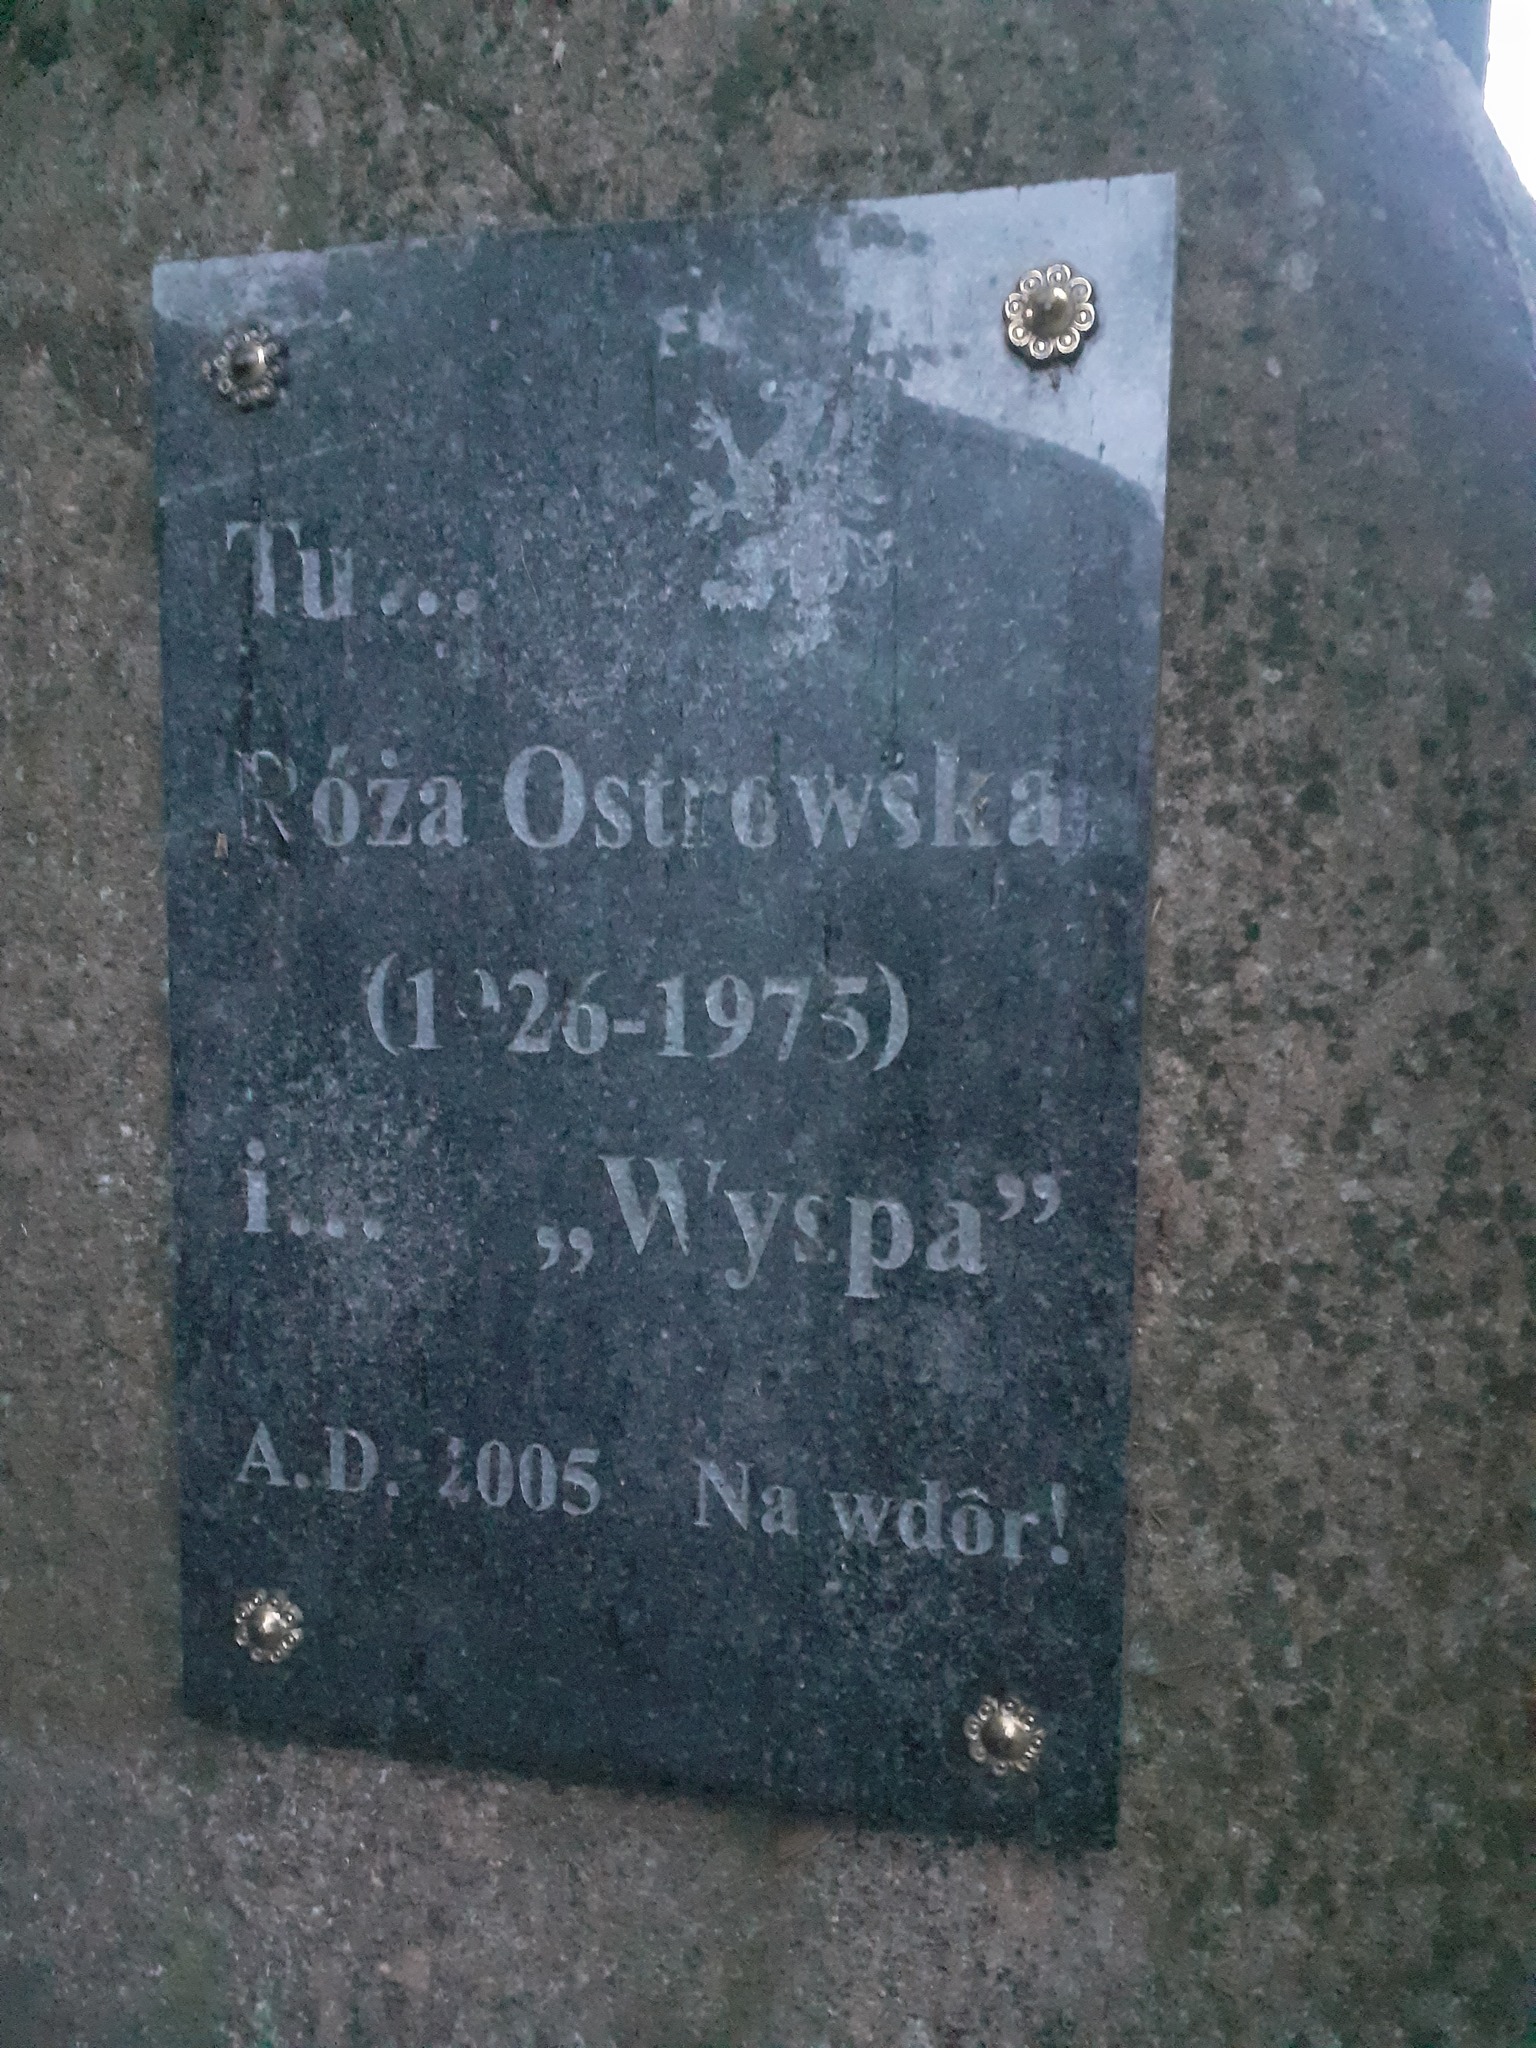 Tu...
Róża Ostrowska
(1926-1975)
i... „Wyspa”
A.D. 2005 Na wdôr!